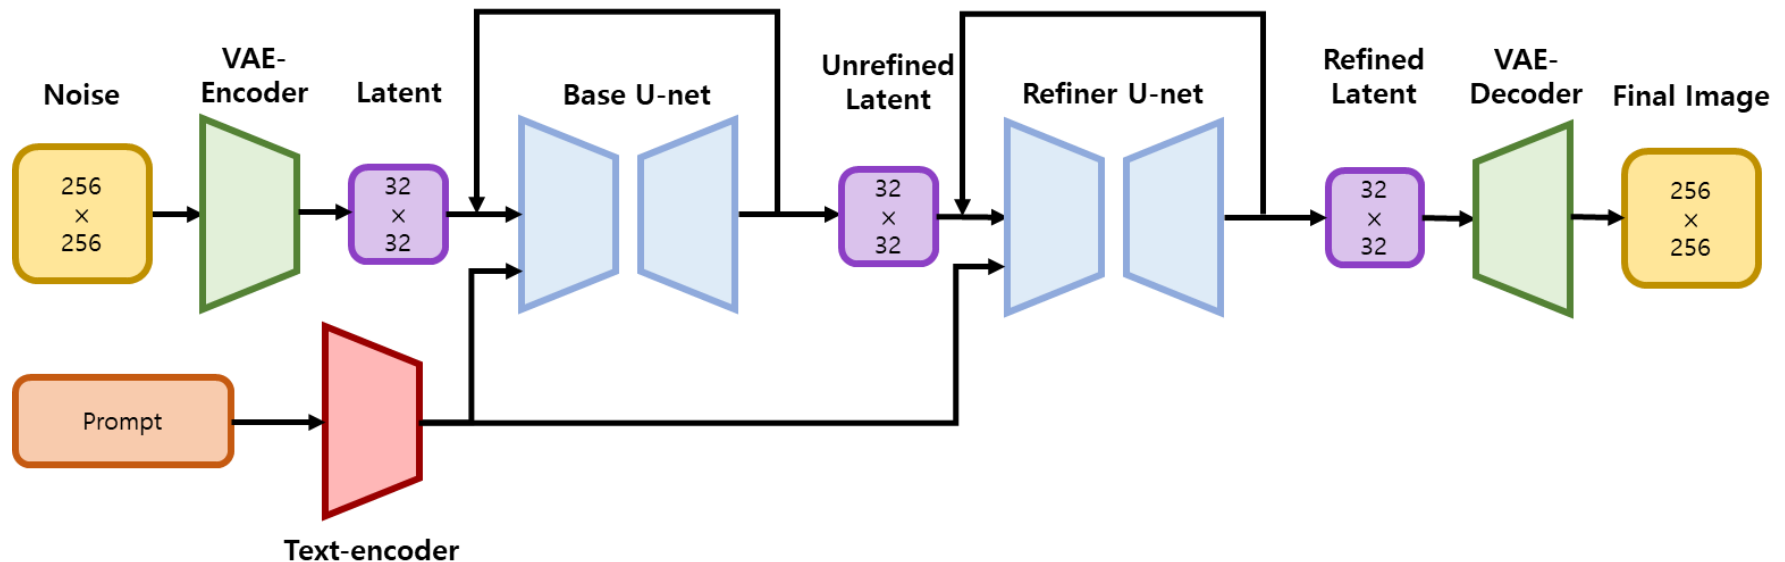 Noise
256
×
256
VAE-
Encoder
Latent
32
×
32
Base U-net
Unrefined
Latent
32
×
32
Refiner U-net
Refined
Latent
32
×
32
VAE-
Decoder
Final Image
256
×
256
Prompt
Text-encoder